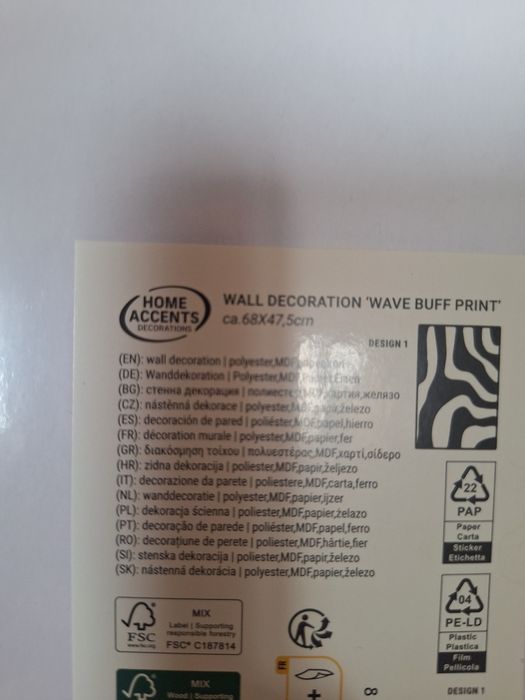 HOME
ACCENTS
DECORATIONS
WALL DECORATION 'WAVE BUFF PRINT'
ca.68X47,5cm
DESIGN 1
(EN): wall decoration | polyester,MDF,
(DE): Wanddekoration | Polyester,MDF,
(BG): стенна декорация | полиестер,MDF,хартия,желязо
(CZ): nástěnná dekorace | polyester,MDF,papír,železo
(ES): decoración de pared | poliéster,MDF,papel,hierro
(FR): décoration murale | polyester,MDF,papier,fer
(GR): διακόσμηση τοίχου | πολυεστέρας,MDF,χαρτί,σίδερο
(HR): zidna dekoracija | poliester,MDF,papir,željezo
(IT): decorazione da parete | poliestere,MDF,carta,ferro
(NL): wanddecoratie | polyester,MDF,papier,ijzer
(PL): dekoracja ścienna | poliester,MDF,papier,żelazo
(PT): decoração de parede | poliéster,MDF,papel,ferro
(RO): decorațiune de perete | poliester,MDF,hârtie,fier
(SI): stenska dekoracija | poliester,MDF,papir,železo
(SK): nástenná dekorácia | polyester,MDF,papier,železo
22
PAP
Paper
Carta
Sticker
Etichetta
04
PE-LD
Plastic
Plastica
Film
Pellicola
FSC
www.fsc.org
MIX
Label | Supporting
responsible forestry
FSC® C187814
MIX
Wood | Supporting
FR
+
DESIGN 1